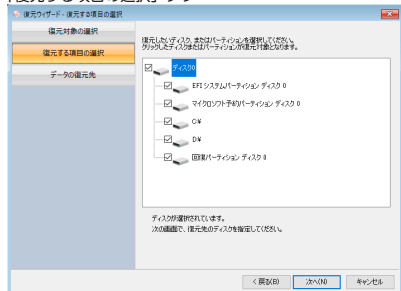 「復元する項目の選択」
復元ウィザード - 復元する項目の選択
復元対象の選択
復元する項目の選択
データの復元先
復元したいディスク、またはパーティションを選択してください。
クリックしたディスクまたはパーティションが復元対象となります。
ディスク0
EFI システムパーティション ディスク 0
マイクロソフト予約パーティション ディスク 0
C:¥
D:¥
回復パーティション ディスク 0
ディスクが選択されています。
次の画面で、復元先のディスクを指定してください。
< 戻る(B)
次へ(N)
キャンセル